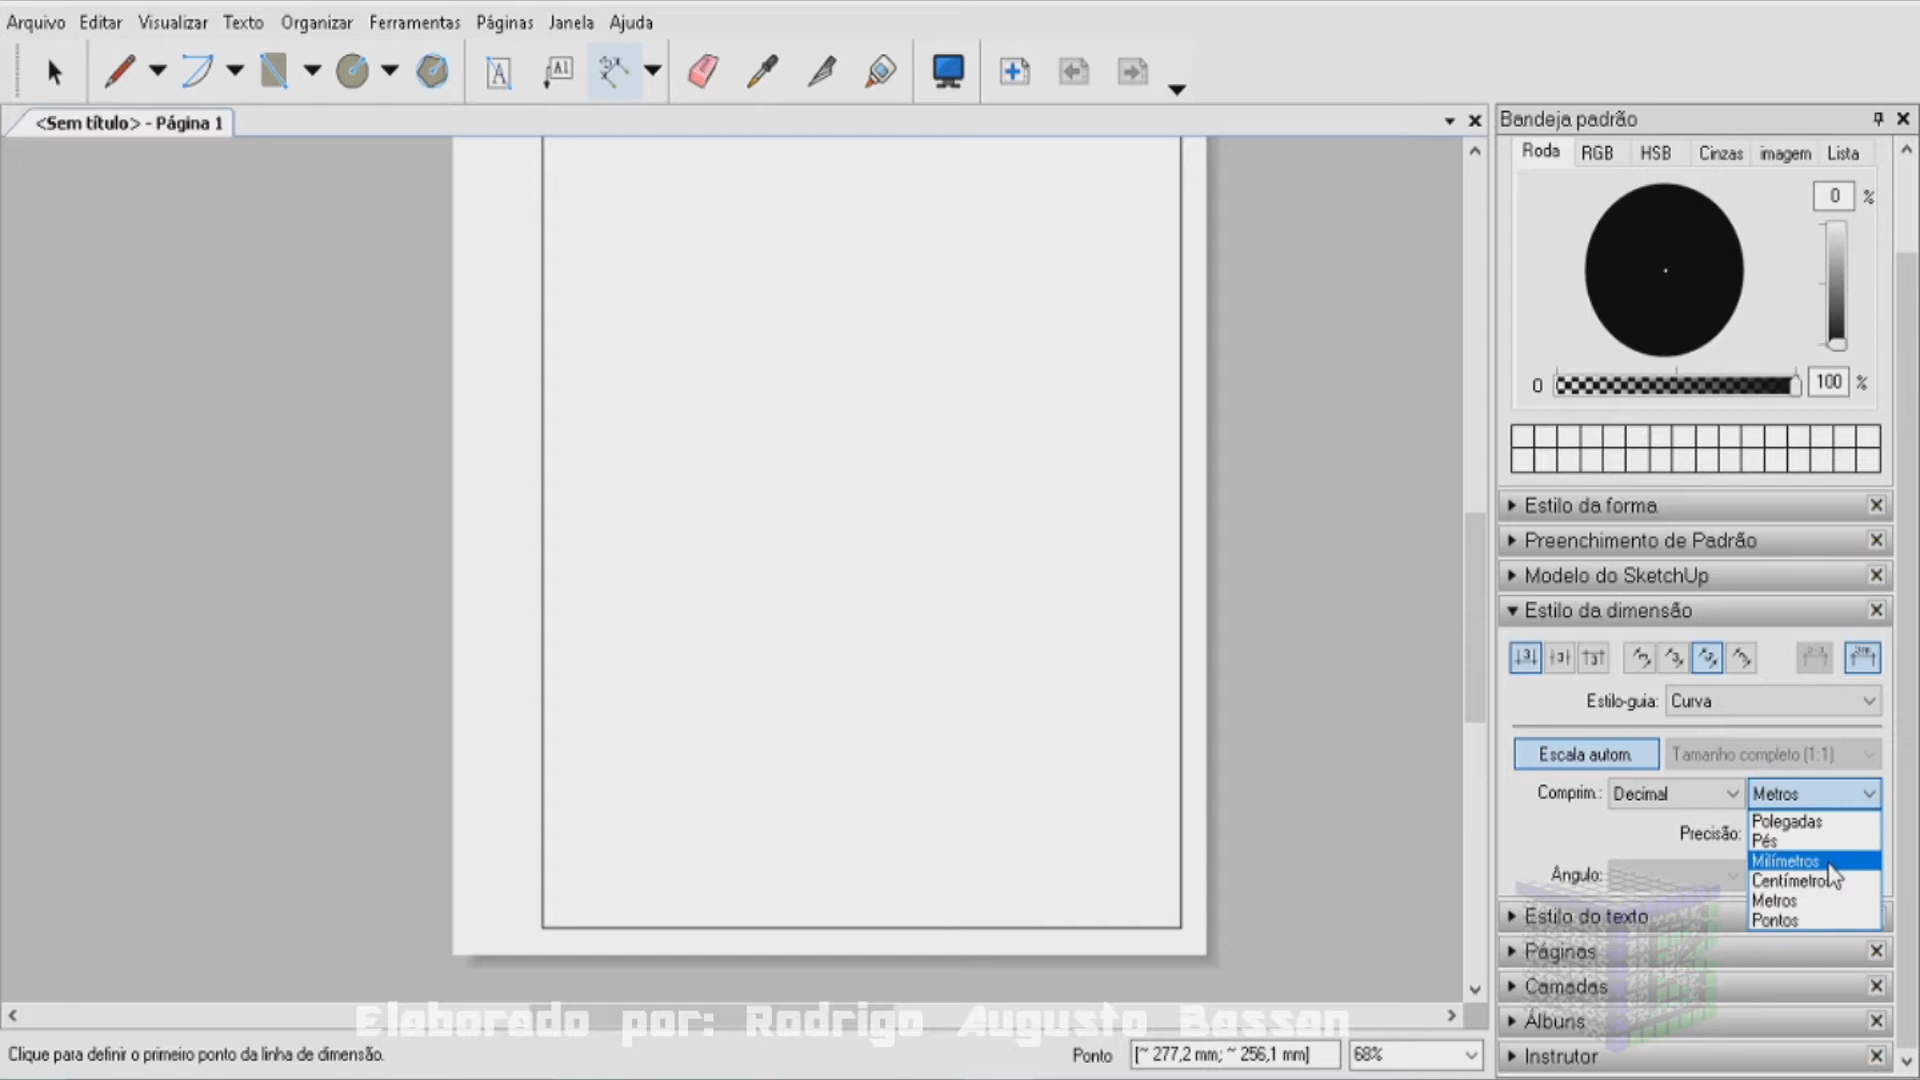 Arquivo Editar Visualizar Texto Organizar Ferramentas Páginas Janela Ajuda
A
A1
<Sem título> - Página 1
Bandeja padrão
Roda RGB HSB Cinzas imagem Lista
0 %
0 100 %
Estilo da forma
Preenchimento de Padrão
Modelo do SketchUp
Estilo da dimensão
Estilo-guia: Curva
Escala autom. Tamanho completo (1:1)
Comprim.: Decimal Metros
Polegadas
Precisão:
Pés
Milímetros
Angulo:
Centímetro
Metros
Pontos
Estilo do texto
Páginas
Camadas
Álbuns
Instrutor
Elaborado por: Rodrigo Augusto Bassan
Clique para definir o primeiro ponto da linha de dimensão. Ponto [~ 277,2 mm; ~ 256,1 mm] 68%